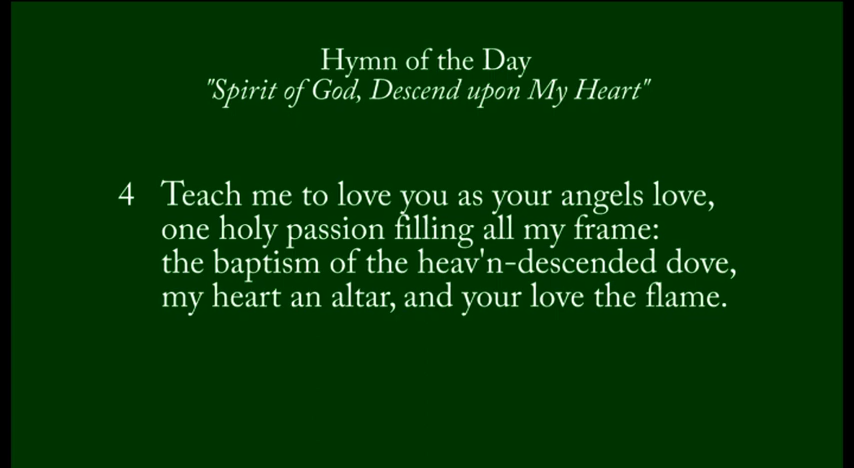 Hymn of the Day
"Spirit of God, Descend upon My Heart"
4 Teach me to love you as your angels love,
one holy passion filling all my frame:
the baptism of the heav'n-descended dove,
my heart an altar, and your love the flame.